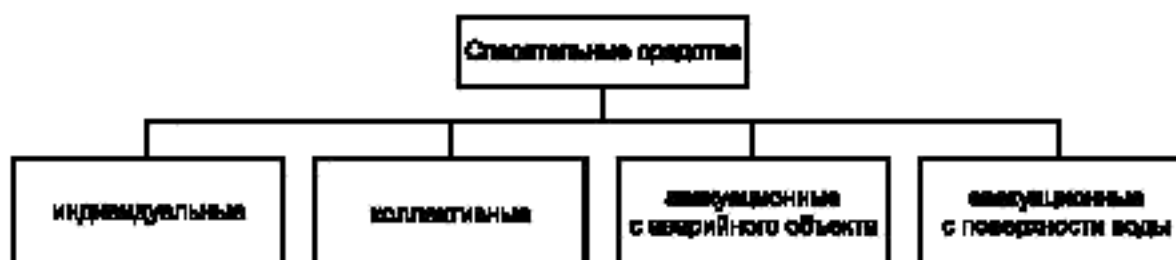 Спасательные средства
индивидуальные
коллективные
эвакуационные
с аварийного объекта
эвакуационные
с поверхности воды